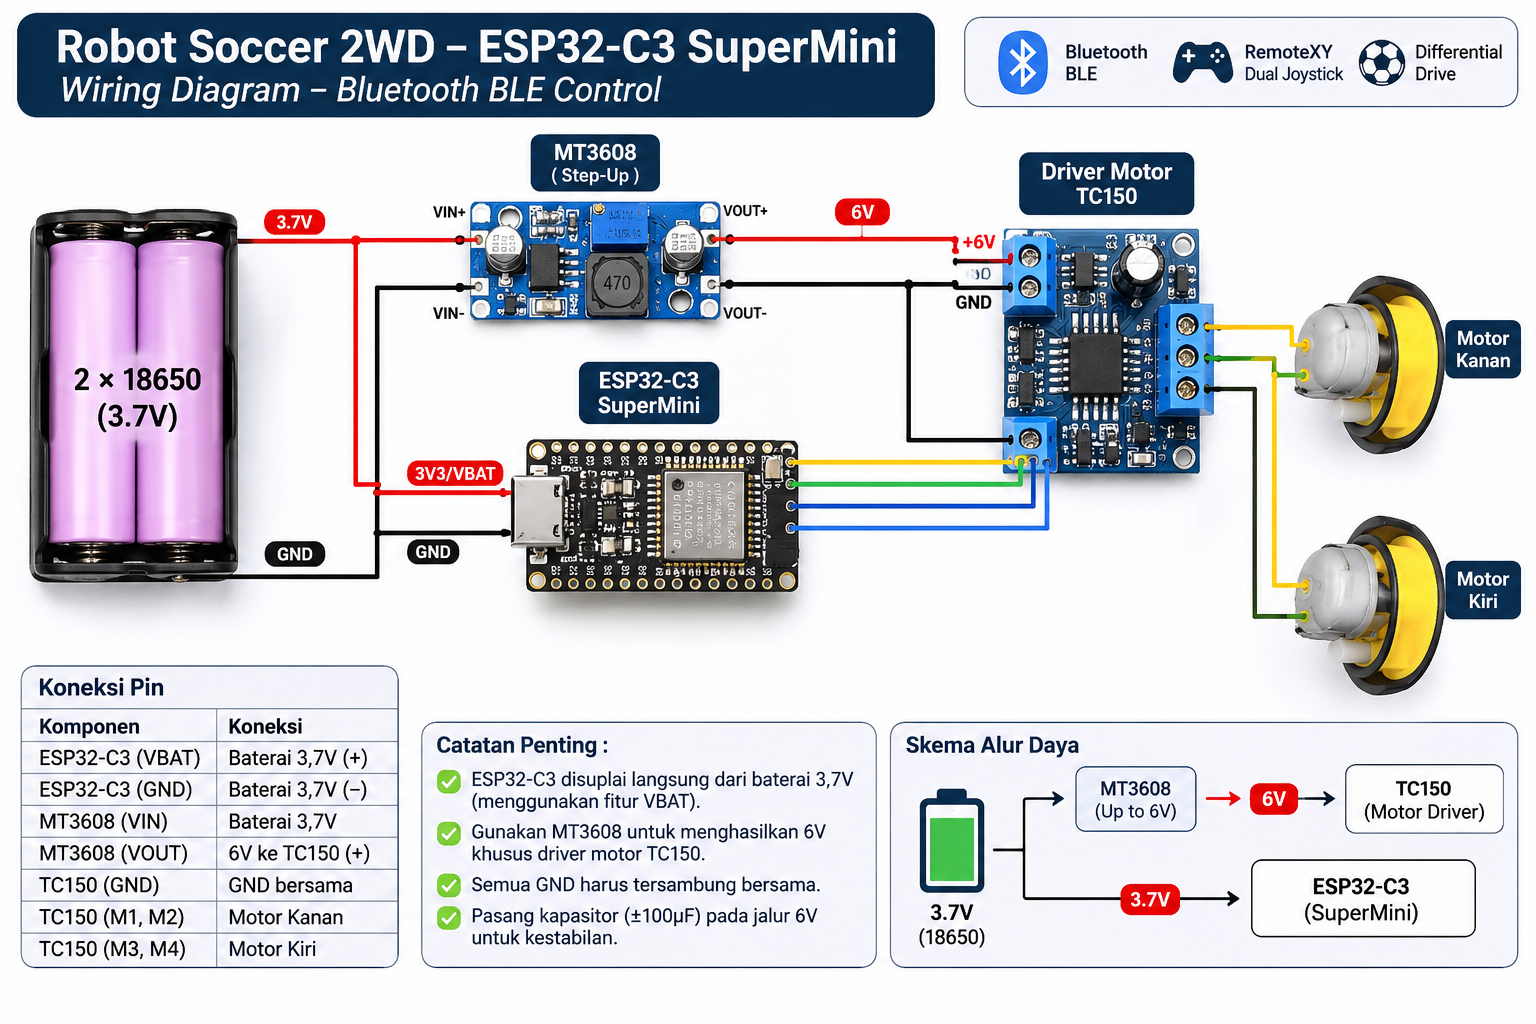 Robot Soccer 2WD – ESP32-C3 SuperMini
Wiring Diagram – Bluetooth BLE Control
Bluetooth
BLE
RemoteXY
Dual Joystick
Differential
Drive
MT3608
( Step-Up )
Driver Motor
TC150
3.7V
VIN+
VOUT+
6V
+6V
GND
470
VIN-
VOUT-
2 × 18650
(3.7V)
ESP32-C3
SuperMini
Motor
Kanan
3V3/VBAT
GND
GND
Motor
Kiri
Koneksi Pin
Komponen Koneksi
ESP32-C3 (VBAT) Baterai 3,7V (+)
ESP32-C3 (GND) Baterai 3,7V (–)
MT3608 (VIN) Baterai 3,7V
MT3608 (VOUT) 6V ke TC150 (+)
TC150 (GND) GND bersama
TC150 (M1, M2) Motor Kanan
TC150 (M3, M4) Motor Kiri
Catatan Penting :
ESP32-C3 disuplai langsung dari baterai 3,7V
(menggunakan fitur VBAT).
Gunakan MT3608 untuk menghasilkan 6V
khusus driver motor TC150.
Semua GND harus tersambung bersama.
Pasang kapasitor (±100µF) pada jalur 6V
untuk kestabilan.
Skema Alur Daya
MT3608
(Up to 6V)
6V
TC150
(Motor Driver)
3.7V
(18650)
3.7V
ESP32-C3
(SuperMini)